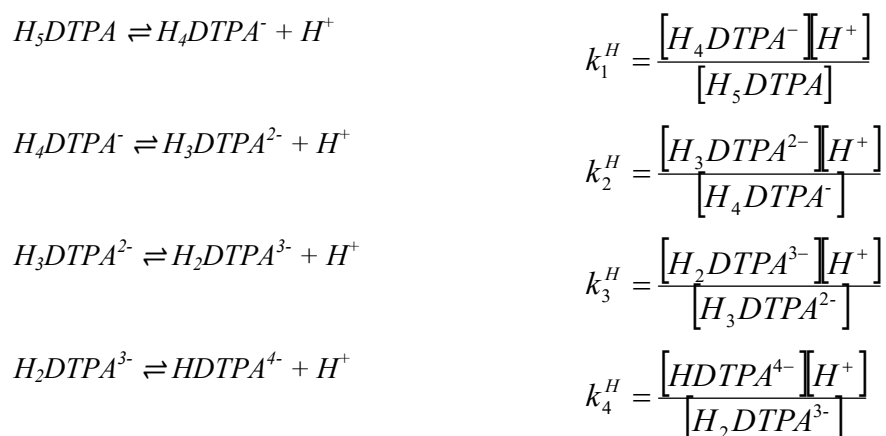 H₅DTPA ⇌ H₄DTPA⁻ + H⁺
k₁ᴴ = [H₄DTPA⁻][H⁺] / [H₅DTPA]
H₄DTPA⁻ ⇌ H₃DTPA²⁻ + H⁺
k₂ᴴ = [H₃DTPA²⁻][H⁺] / [H₄DTPA⁻]
H₃DTPA²⁻ ⇌ H₂DTPA³⁻ + H⁺
k₃ᴴ = [H₂DTPA³⁻][H⁺] / [H₃DTPA²⁻]
H₂DTPA³⁻ ⇌ HDTPA⁴⁻ + H⁺
k₄ᴴ = [HDTPA⁴⁻][H⁺] / [H₂DTPA³⁻]